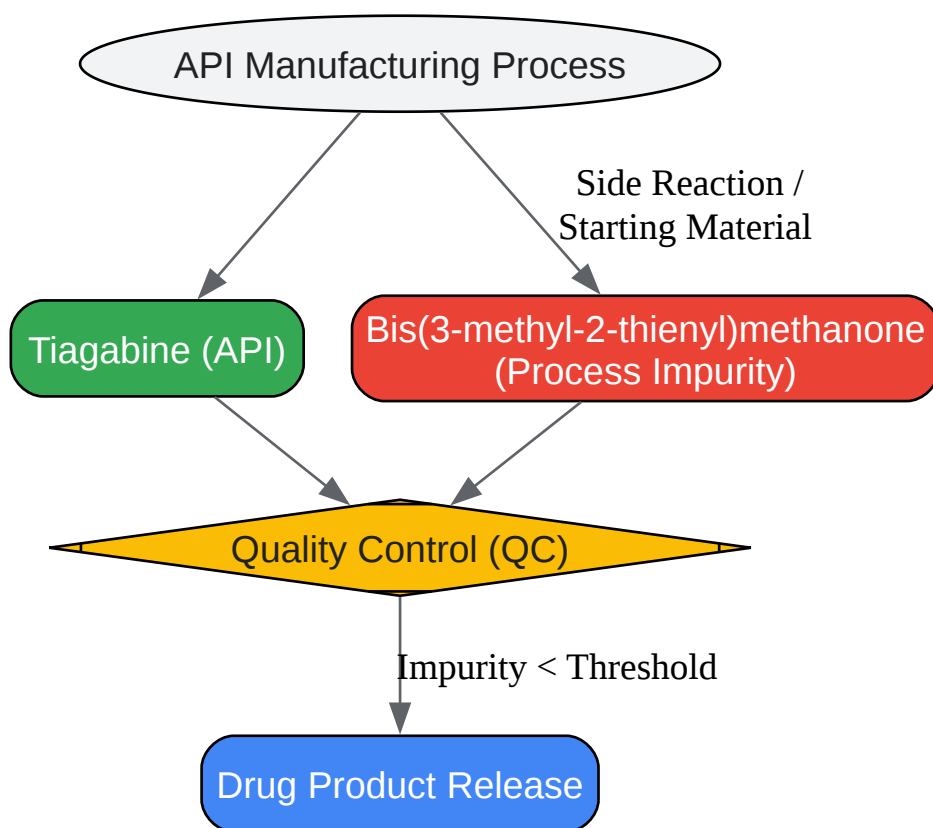 API Manufacturing Process
Side Reaction /
Starting Material
Tiagabine (API)
Bis(3-methyl-2-thienyl)methanone
(Process Impurity)
Quality Control (QC)
Impurity < Threshold
Drug Product Release